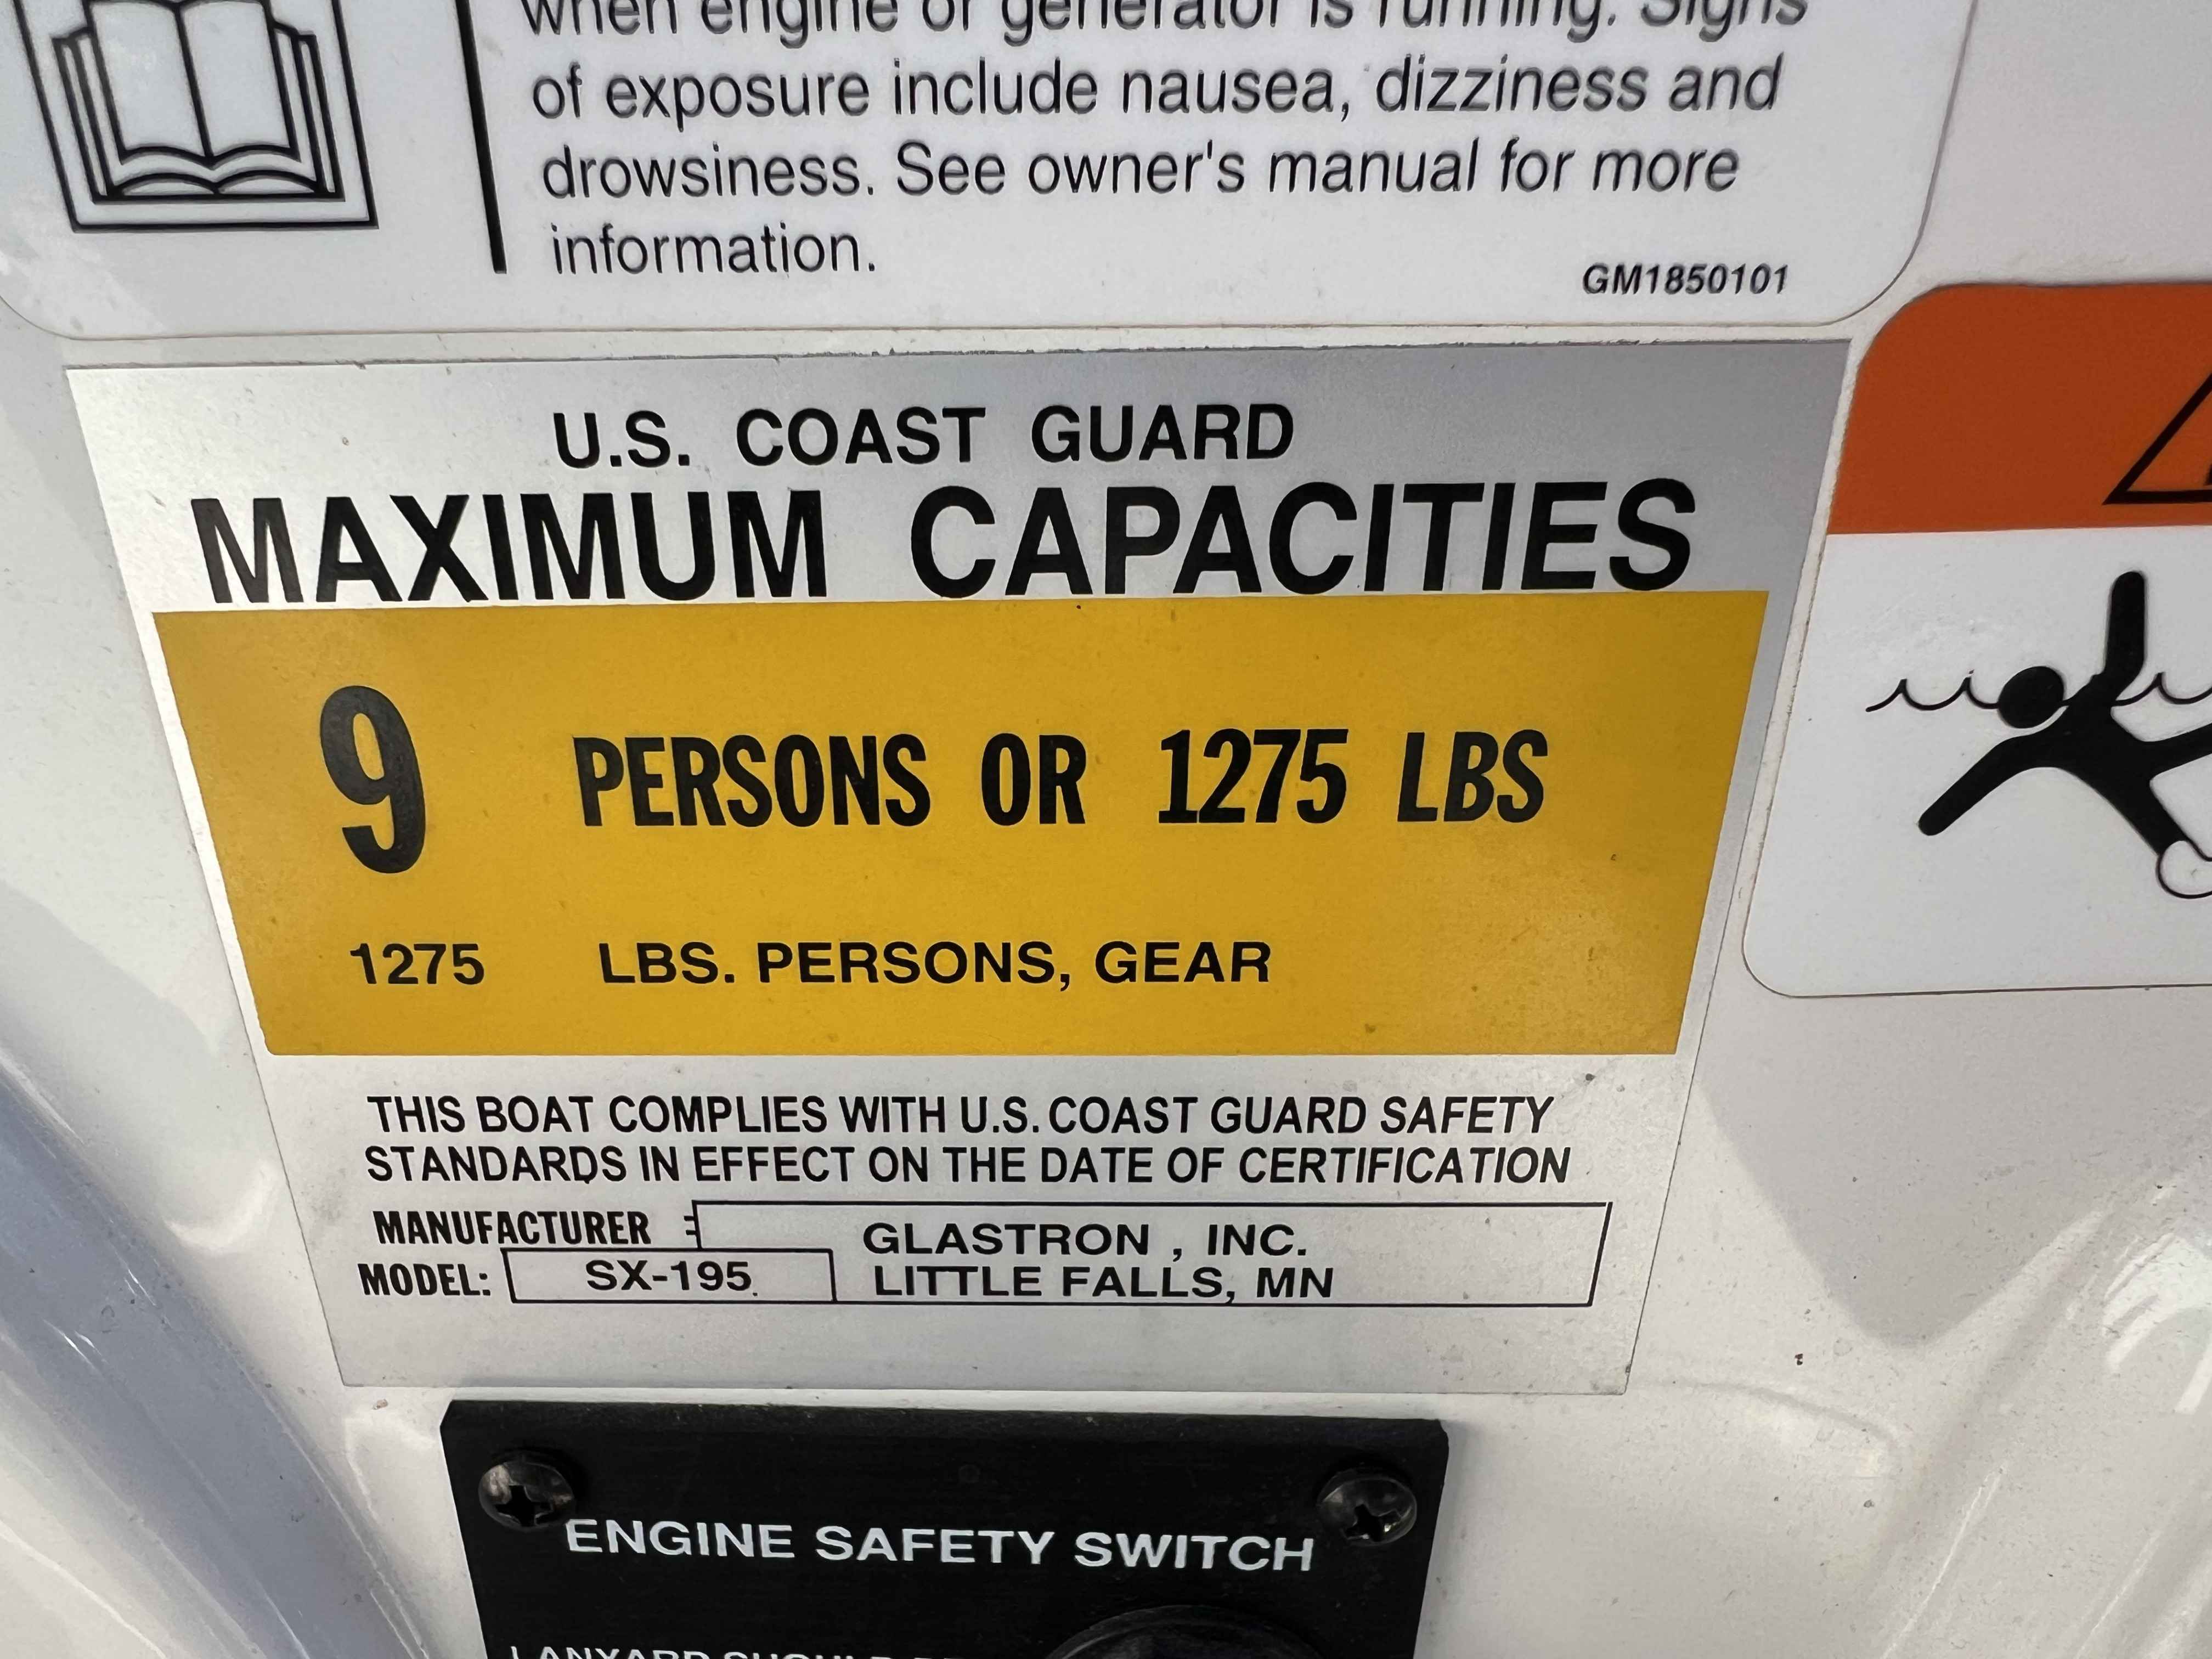 when engine or generator is running. Signs
of exposure include nausea, dizziness and
drowsiness. See owner's manual for more
information.
GM1850101
U.S. COAST GUARD
MAXIMUM CAPACITIES
9 PERSONS OR 1275 LBS
1275 LBS. PERSONS, GEAR
THIS BOAT COMPLIES WITH U.S. COAST GUARD SAFETY
STANDARDS IN EFFECT ON THE DATE OF CERTIFICATION
MANUFACTURER : GLASTRON , INC.
MODEL: SX-195 LITTLE FALLS, MN
ENGINE SAFETY SWITCH
LANYARD SHOULD